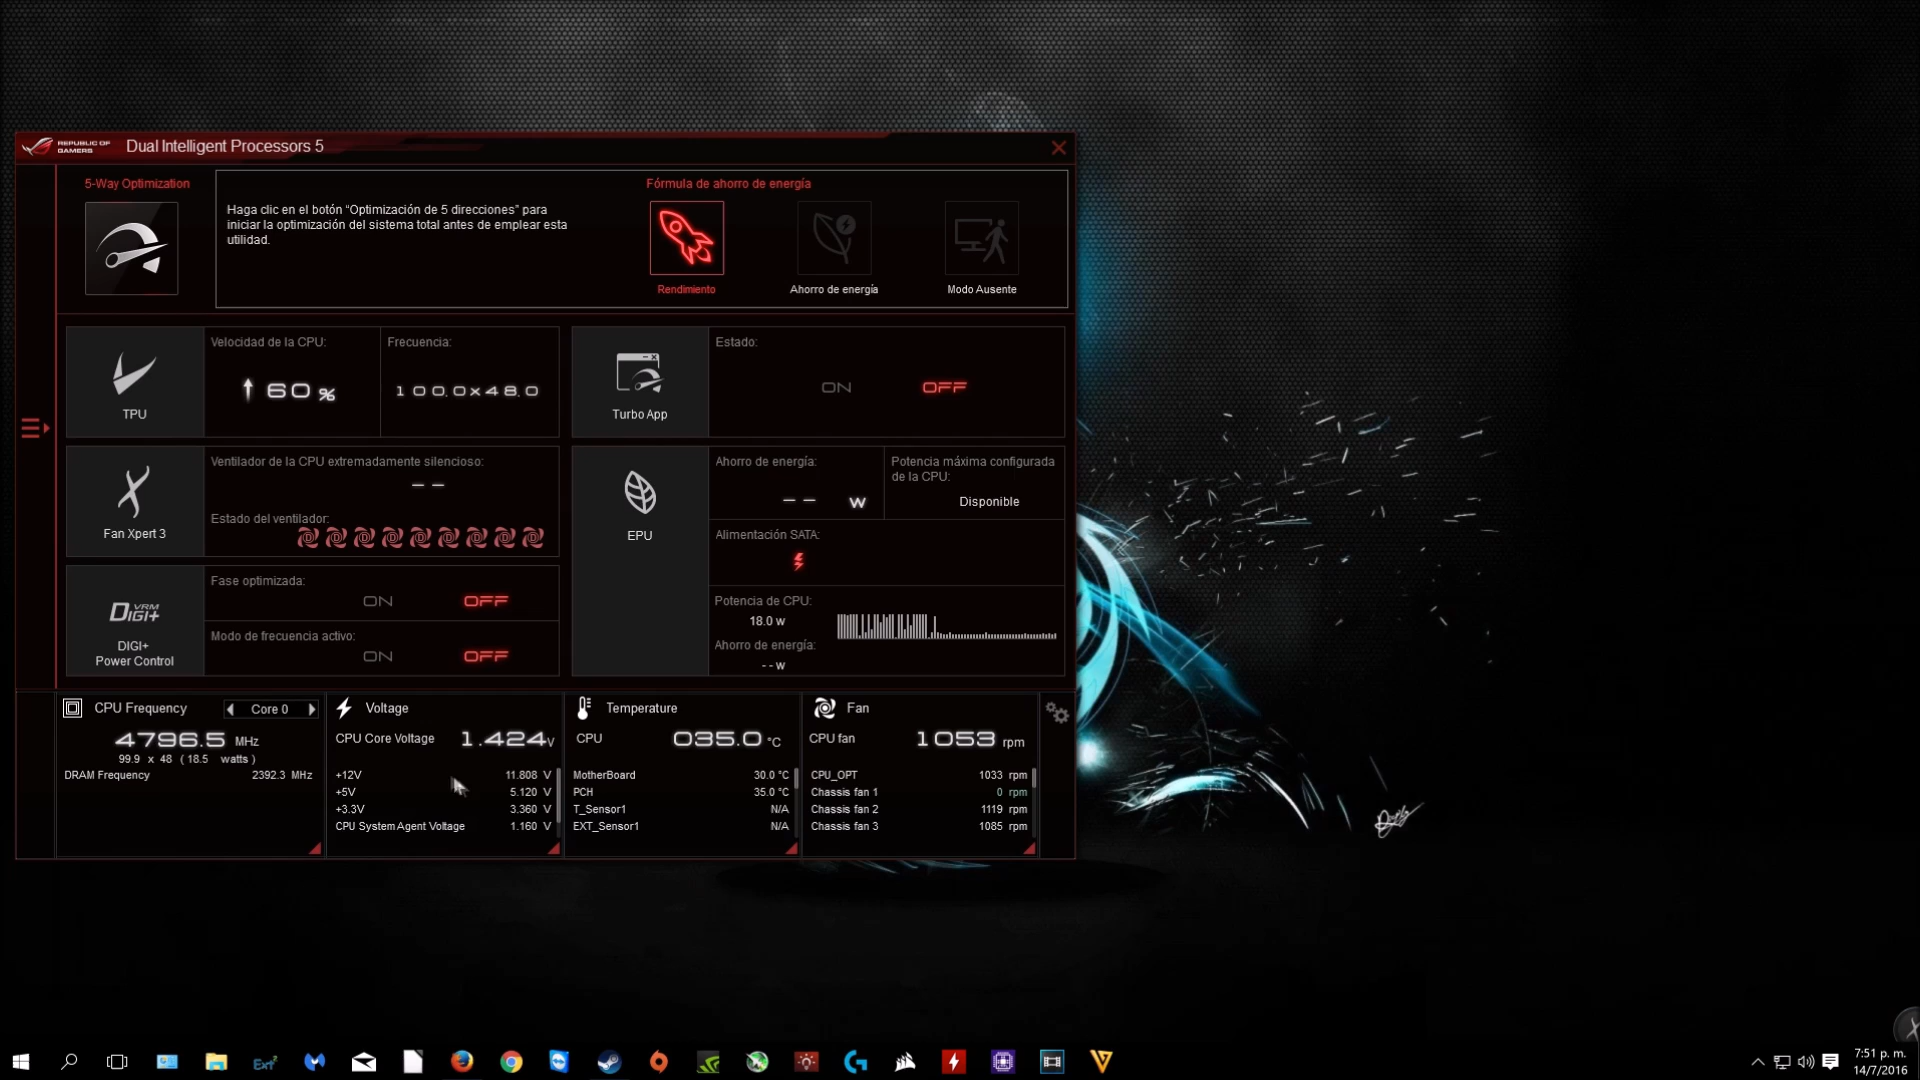 REPUBLIC OF
GAMERS
Dual Intelligent Processors 5
5-Way Optimization
Haga clic en el botón “Optimización de 5 direcciones” para
iniciar la optimización del sistema total antes de emplear esta
utilidad.
Fórmula de ahorro de energía
Rendimiento
Ahorro de energía
Modo Ausente
TPU
Velocidad de la CPU:
60 %
Frecuencia:
100.0x48.0
Turbo App
Estado:
ON OFF
Fan Xpert 3
Ventilador de la CPU extremadamente silencioso:
– –
Estado del ventilador:
D D D D D D D D D
EPU
Ahorro de energía:
– – w
Potencia máxima configurada
de la CPU:
Disponible
Alimentación SATA:
Potencia de CPU:
18.0 w
Ahorro de energía:
- - w
DIGI+ VRM
DIGI+
Power Control
Fase optimizada:
ON OFF
Modo de frecuencia activo:
ON OFF
CPU Frequency
Core 0
4796.5 MHz
99.9 x 48 ( 18.5 watts )
DRAM Frequency 2392.3 MHz
Voltage
CPU Core Voltage 1.424V
+12V 11.808 V
+5V 5.120 V
+3.3V 3.360 V
CPU System Agent Voltage 1.160 V
Temperature
CPU 035.0 °C
MotherBoard 30.0 °C
PCH 35.0 °C
T_Sensor1 N/A
EXT_Sensor1 N/A
Fan
CPU fan 1053 rpm
CPU_OPT 1033 rpm
Chassis fan 1 0 rpm
Chassis fan 2 1119 rpm
Chassis fan 3 1085 rpm
Ext2
7:51 p. m.
14/7/2016